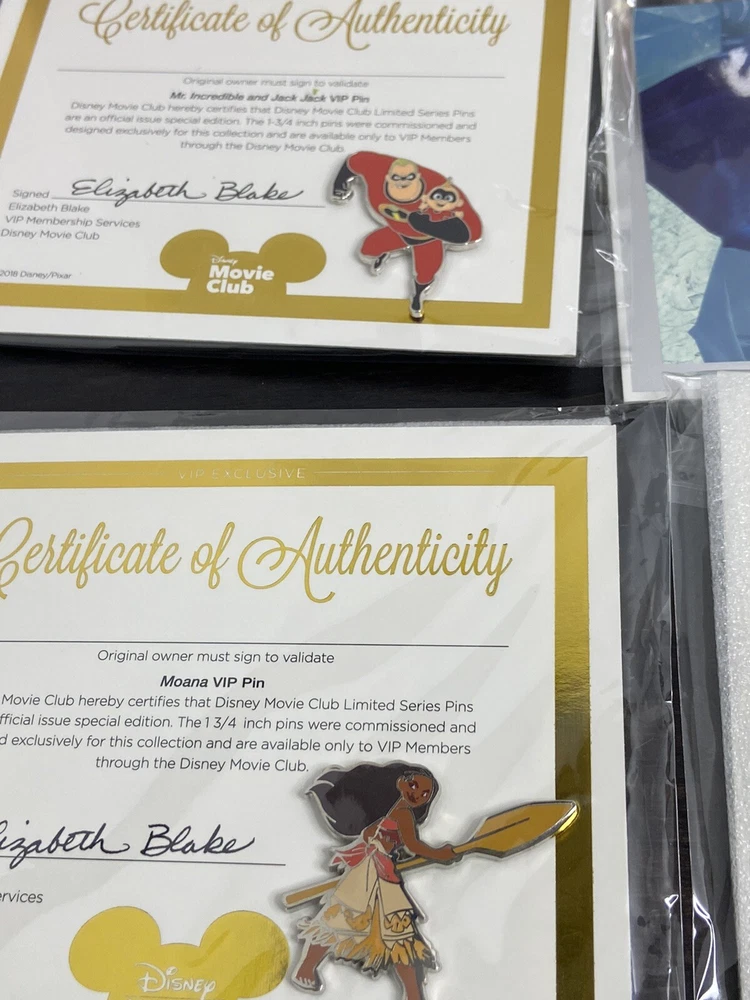 Certificate of Authenticity
Original owner must sign to validate
Mr. Incredible and Jack Jack VIP Pin
Disney Movie Club hereby certifies that Disney Movie Club Limited Series Pins
are an official issue special edition. The 1-3/4 inch pins were commissioned and
designed exclusively for this collection and are available only to VIP Members
through the Disney Movie Club.
Signed Elizabeth Blake
Elizabeth Blake
VIP Membership Services
Disney Movie Club
Disney
Movie
Club
2018 Disney/Pixar
VIP EXCLUSIVE
Certificate of Authenticity
Original owner must sign to validate
Moana VIP Pin
Movie Club hereby certifies that Disney Movie Club Limited Series Pins
fficial issue special edition. The 1 3/4 inch pins were commissioned and
d exclusively for this collection and are available only to VIP Members
through the Disney Movie Club.
lizabeth Blake
ervices
Disney